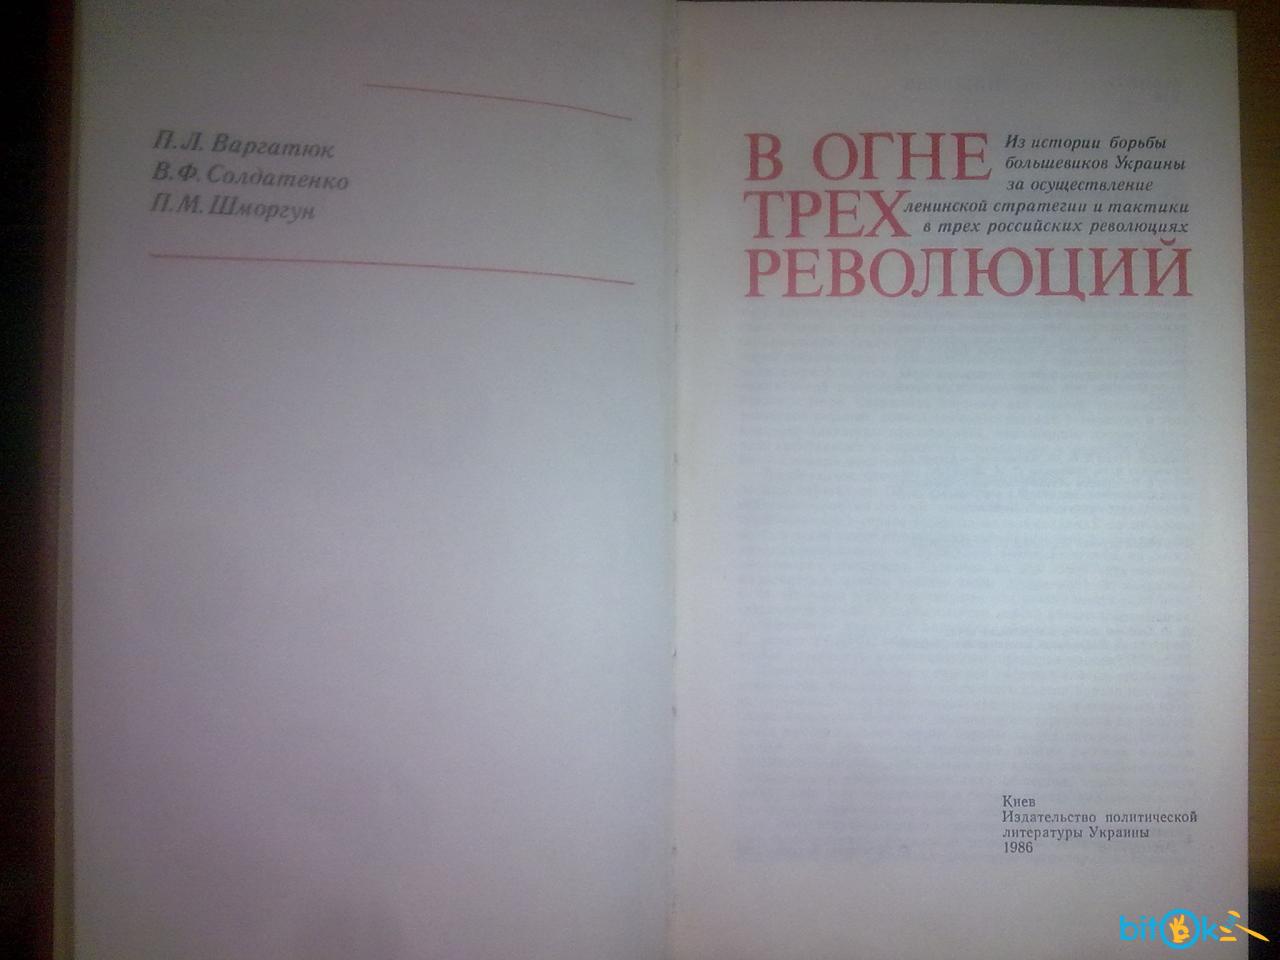 П. Л. Варгатюк
В. Ф. Солдатенко
П. М. Шморгун
В ОГНЕ
ТРЕХ
РЕВОЛЮЦИЙ
Из истории борьбы
большевиков Украины
за осуществление
ленинской стратегии и тактики
в трех российских революциях
Киев
Издательство политической
литературы Украины
1986